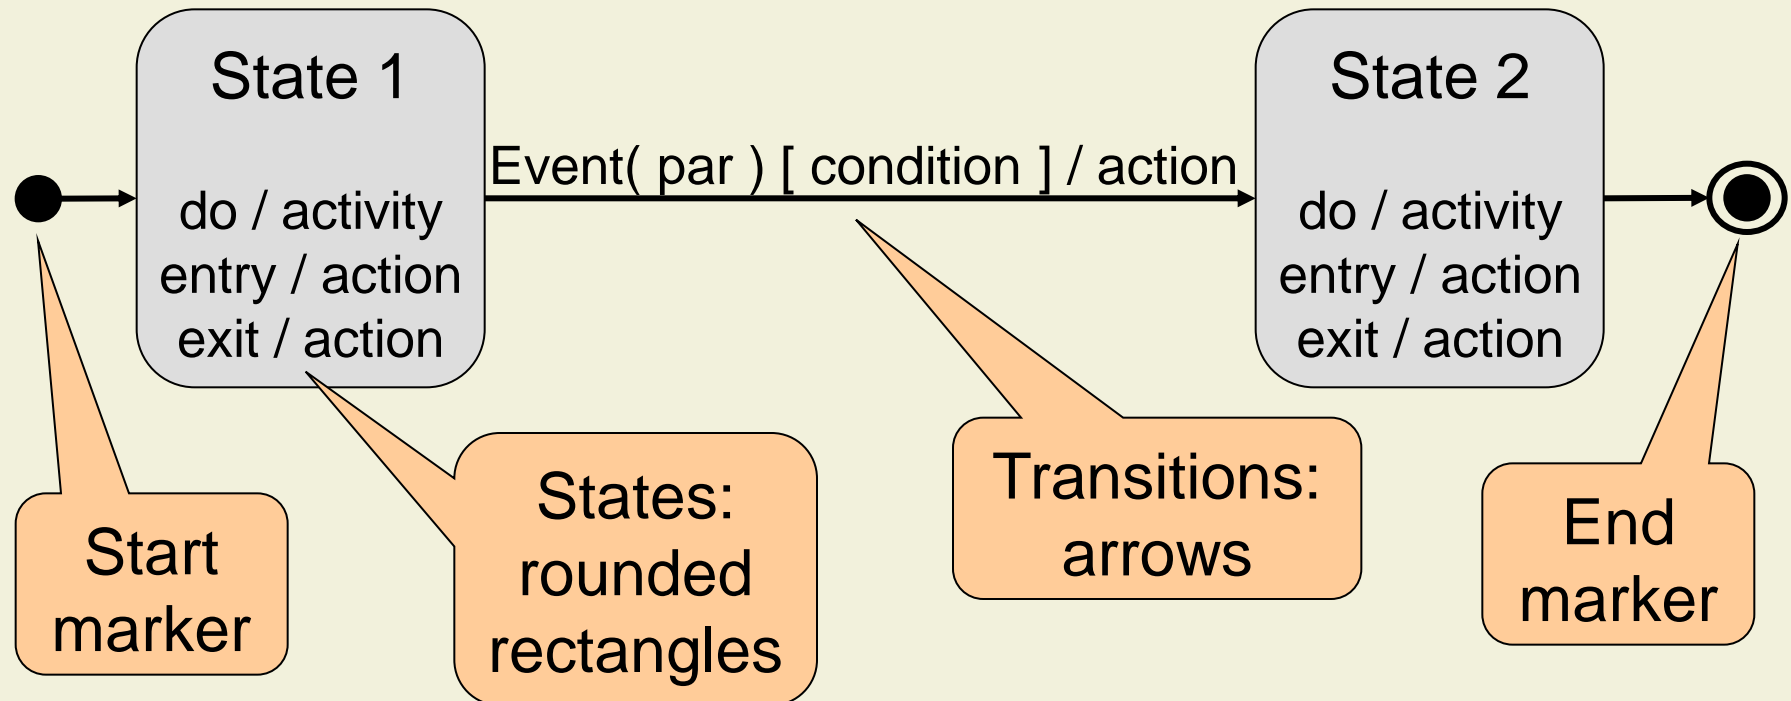 State 1
do / activity
entry / action
exit / action
Event( par ) [ condition ] / action
State 2
do / activity
entry / action
exit / action
Start
marker
States:
rounded
rectangles
Transitions:
arrows
End
marker